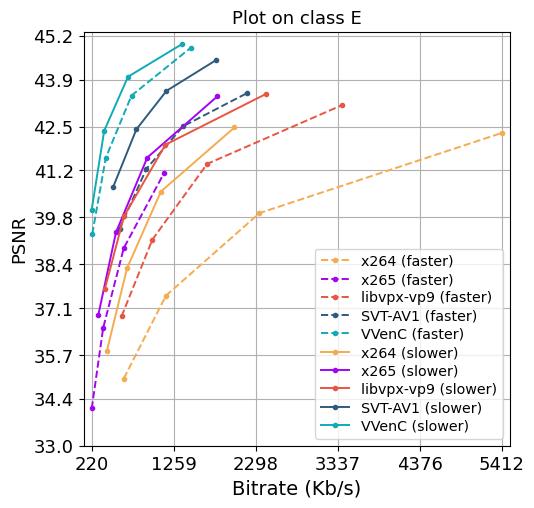 Plot on class E
PSNR
45.2
43.9
42.5
41.2
39.8
38.4
37.1
35.7
34.4
33.0
x264 (faster)
x265 (faster)
libvpx-vp9 (faster)
SVT-AV1 (faster)
VVenC (faster)
x264 (slower)
x265 (slower)
libvpx-vp9 (slower)
SVT-AV1 (slower)
VVenC (slower)
220 1259 2298 3337 4376 5412
Bitrate (Kb/s)